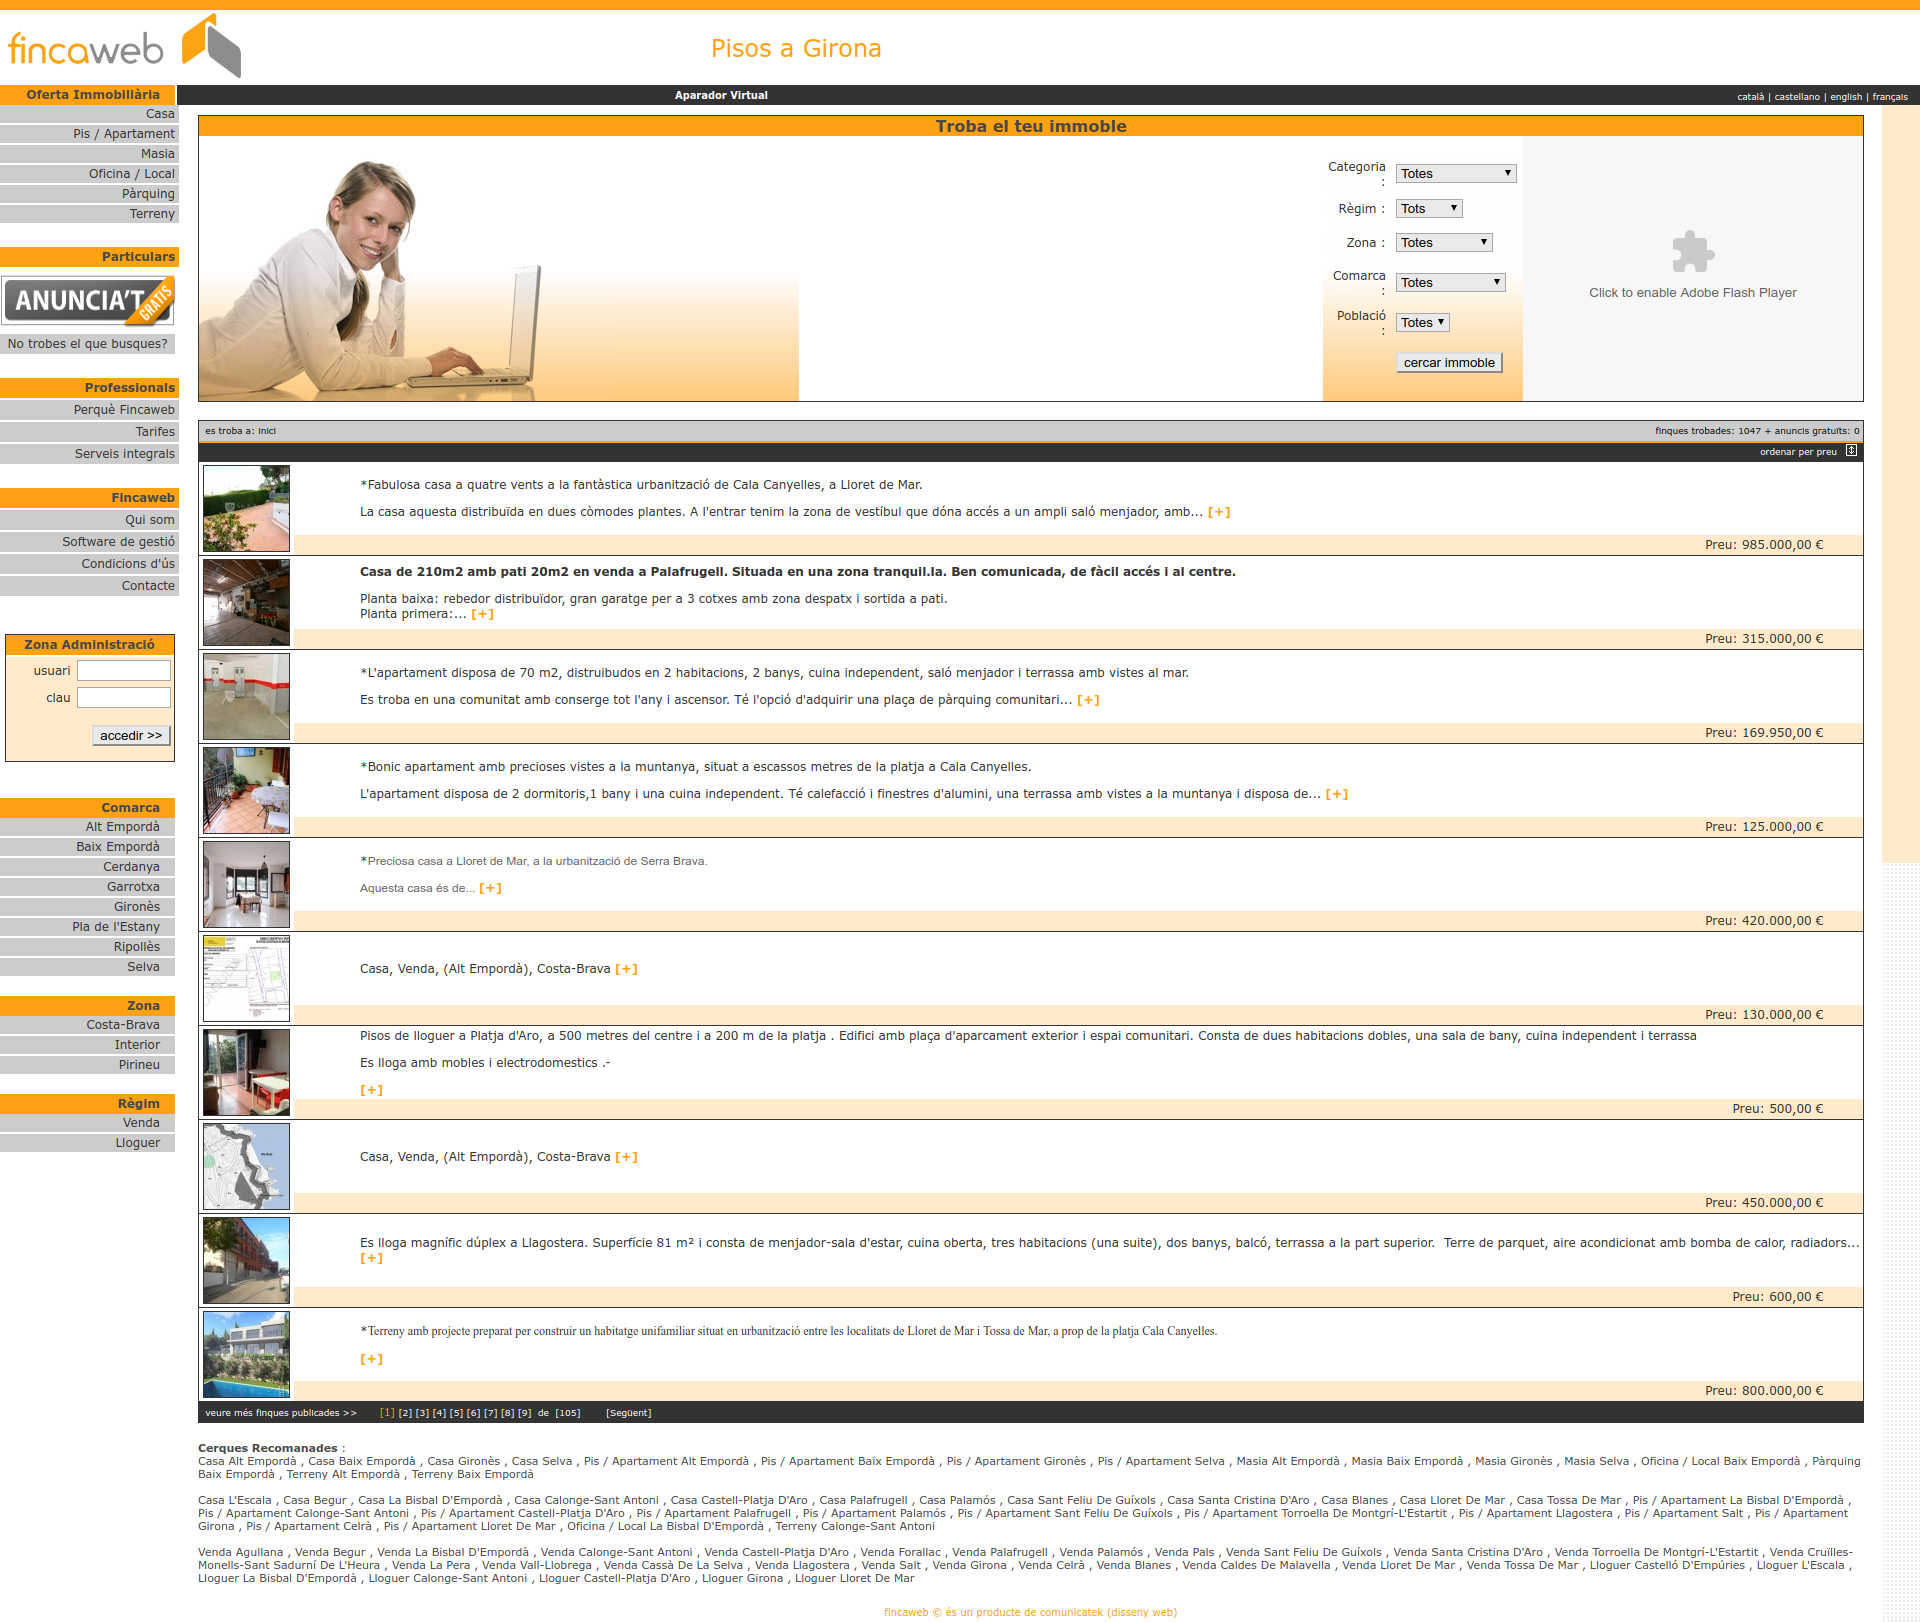 fincaweb
Pisos a Girona
Oferta Immobiliària
Aparador Virtual
català | castellano | english | français
Casa
Pis / Apartament
Masia
Oficina / Local
Pàrquing
Terreny
Particulars
ANUNCIA'T
GRATIS
No trobes el que busques?
Professionals
Perquè Fincaweb
Tarifes
Serveis integrals
Fincaweb
Qui som
Software de gestió
Condicions d'ús
Contacte
Zona Administració
usuari
clau
accedir >>
Comarca
Alt Empordà
Baix Empordà
Cerdanya
Garrotxa
Gironès
Pla de l'Estany
Ripollès
Selva
Zona
Costa-Brava
Interior
Pirineu
Règim
Venda
Lloguer
Troba el teu immoble
Categoria
:
Totes
Règim :
Tots
Zona :
Totes
Comarca
:
Totes
Població
:
Totes
cercar immoble
Click to enable Adobe Flash Player
es troba a: Inici
finques trobades: 1047 + anuncis gratuïts: 0
ordenar per preu
*Fabulosa casa a quatre vents a la fantàstica urbanització de Cala Canyelles, a Lloret de Mar.
La casa aquesta distribuïda en dues còmodes plantes. A l'entrar tenim la zona de vestíbul que dóna accés a un ampli saló menjador, amb... [+]
Preu: 985.000,00 €
Casa de 210m2 amb pati 20m2 en venda a Palafrugell. Situada en una zona tranquil.la. Ben comunicada, de fàcil accés i al centre.
Planta baixa: rebedor distribuïdor, gran garatge per a 3 cotxes amb zona despatx i sortida a pati.
Planta primera:... [+]
Preu: 315.000,00 €
*L'apartament disposa de 70 m2, distruibudos en 2 habitacions, 2 banys, cuina independent, saló menjador i terrassa amb vistes al mar.
Es troba en una comunitat amb conserge tot l'any i ascensor. Té l'opció d'adquirir una plaça de pàrquing comunitari... [+]
Preu: 169.950,00 €
*Bonic apartament amb precioses vistes a la muntanya, situat a escassos metres de la platja a Cala Canyelles.
L'apartament disposa de 2 dormitoris,1 bany i una cuina independent. Té calefacció i finestres d'alumini, una terrassa amb vistes a la muntanya i disposa de... [+]
Preu: 125.000,00 €
*Preciosa casa a Lloret de Mar, a la urbanització de Serra Brava.
Aquesta casa és de... [+]
Preu: 420.000,00 €
Casa, Venda, (Alt Empordà), Costa-Brava [+]
Preu: 130.000,00 €
Pisos de lloguer a Platja d'Aro, a 500 metres del centre i a 200 m de la platja . Edifici amb plaça d'aparcament exterior i espai comunitari. Consta de dues habitacions dobles, una sala de bany, cuina independent i terrassa
Es lloga amb mobles i electrodomestics .-
[+]
Preu: 500,00 €
Casa, Venda, (Alt Empordà), Costa-Brava [+]
Preu: 450.000,00 €
Es lloga magnífic dúplex a Llagostera. Superfície 81 m² i consta de menjador-sala d'estar, cuina oberta, tres habitacions (una suite), dos banys, balcó, terrassa a la part superior.  Terre de parquet, aire acondicionat amb bomba de calor, radiadors...
[+]
Preu: 600,00 €
*Terreny amb projecte preparat per construir un habitatge unifamiliar situat en urbanització entre les localitats de Lloret de Mar i Tossa de Mar, a prop de la platja Cala Canyelles.
[+]
Preu: 800.000,00 €
veure més finques publicades >> [1] [2] [3] [4] [5] [6] [7] [8] [9] de [105] [Següent]
Cerques Recomanades :
Casa Alt Empordà , Casa Baix Empordà , Casa Gironès , Casa Selva , Pis / Apartament Alt Empordà , Pis / Apartament Baix Empordà , Pis / Apartament Gironès , Pis / Apartament Selva , Masia Alt Empordà , Masia Baix Empordà , Masia Gironès , Masia Selva , Oficina / Local Baix Empordà , Pàrquing
Baix Empordà , Terreny Alt Empordà , Terreny Baix Empordà
Casa L'Escala , Casa Begur , Casa La Bisbal D'Empordà , Casa Calonge-Sant Antoni , Casa Castell-Platja D'Aro , Casa Palafrugell , Casa Palamós , Casa Sant Feliu De Guíxols , Casa Santa Cristina D'Aro , Casa Blanes , Casa Lloret De Mar , Casa Tossa De Mar , Pis / Apartament La Bisbal D'Empordà ,
Pis / Apartament Calonge-Sant Antoni , Pis / Apartament Castell-Platja D'Aro , Pis / Apartament Palafrugell , Pis / Apartament Palamós , Pis / Apartament Sant Feliu De Guíxols , Pis / Apartament Torroella De Montgrí-L'Estartit , Pis / Apartament Llagostera , Pis / Apartament Salt , Pis / Apartament
Girona , Pis / Apartament Celrà , Pis / Apartament Lloret De Mar , Oficina / Local La Bisbal D'Empordà , Terreny Calonge-Sant Antoni
Venda Agullana , Venda Begur , Venda La Bisbal D'Empordà , Venda Calonge-Sant Antoni , Venda Castell-Platja D'Aro , Venda Forallac , Venda Palafrugell , Venda Palamós , Venda Pals , Venda Sant Feliu De Guíxols , Venda Santa Cristina D'Aro , Venda Torroella De Montgrí-L'Estartit , Venda Cruïlles-
Monells-Sant Sadurní De L'Heura , Venda La Pera , Venda Vall-Llobrega , Venda Cassà De La Selva , Venda Llagostera , Venda Salt , Venda Girona , Venda Celrà , Venda Blanes , Venda Caldes De Malavella , Venda Lloret De Mar , Venda Tossa De Mar , Lloguer Castelló D'Empúries , Lloguer L'Escala ,
Lloguer La Bisbal D'Empordà , Lloguer Calonge-Sant Antoni , Lloguer Castell-Platja D'Aro , Lloguer Girona , Lloguer Lloret De Mar
fincaweb © és un producte de comunicatek (disseny web)